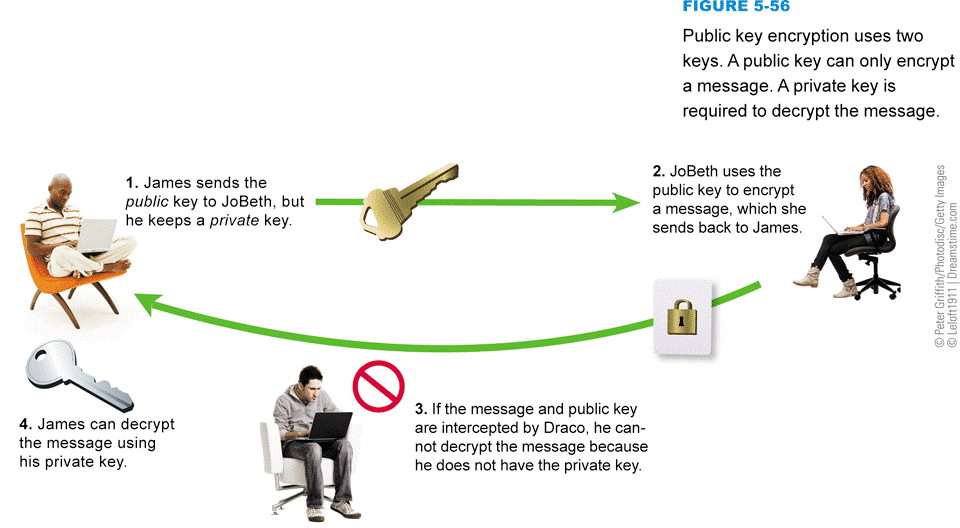 FIGURE 5-56
Public key encryption uses two
keys. A public key can only encrypt
a message. A private key is
required to decrypt the message.
1. James sends the
public key to JoBeth, but
he keeps a private key.
2. JoBeth uses the
public key to encrypt
a message, which she
sends back to James.
3. If the message and public key
are intercepted by Draco, he can-
not decrypt the message because
he does not have the private key.
4. James can decrypt
the message using
his private key.
© Peter Griffith/Photodisc/Getty Images
© Leloft1911 | Dreamstime.com